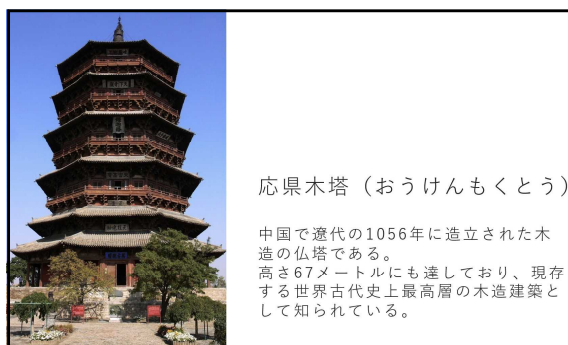 応県木塔（おうけんもくとう）
中国で遼代の1056年に造立された木
造の仏塔である。
高さ67メートルにも達しており、現存
する世界古代史上最高層の木造建築と
して知られている。